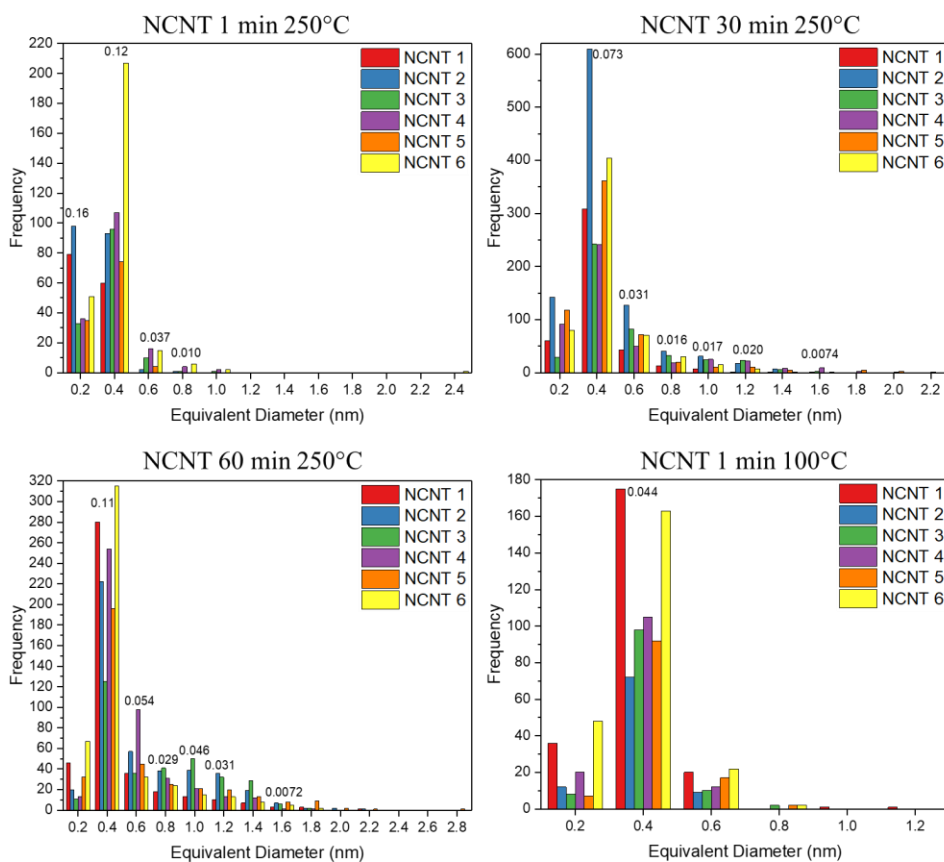 NCNT 1 min 250°C
220
200
180
160
140
120
100
80
60
40
20
0
Frequency
0.12
0.16
0.037
0.010
NCNT 1
NCNT 2
NCNT 3
NCNT 4
NCNT 5
NCNT 6
0.2 0.4 0.6 0.8 1.0 1.2 1.4 1.6 1.8 2.0 2.2 2.4
Equivalent Diameter (nm)
NCNT 30 min 250°C
600
500
400
300
200
100
0
Frequency
0.073
0.031
0.016
0.017
0.020
0.0074
NCNT 1
NCNT 2
NCNT 3
NCNT 4
NCNT 5
NCNT 6
0.2 0.4 0.6 0.8 1.0 1.2 1.4 1.6 1.8 2.0 2.2
Equivalent Diameter (nm)
NCNT 60 min 250°C
320
300
280
260
240
220
200
180
160
140
120
100
80
60
40
20
0
Frequency
0.11
0.054
0.029
0.046
0.031
0.0072
NCNT 1
NCNT 2
NCNT 3
NCNT 4
NCNT 5
NCNT 6
0.2 0.4 0.6 0.8 1.0 1.2 1.4 1.6 1.8 2.0 2.2 2.4 2.6 2.8
Equivalent Diameter (nm)
NCNT 1 min 100°C
180
160
140
120
100
80
60
40
20
0
Frequency
0.044
NCNT 1
NCNT 2
NCNT 3
NCNT 4
NCNT 5
NCNT 6
0.2 0.4 0.6 0.8 1.0 1.2
Equivalent Diameter (nm)